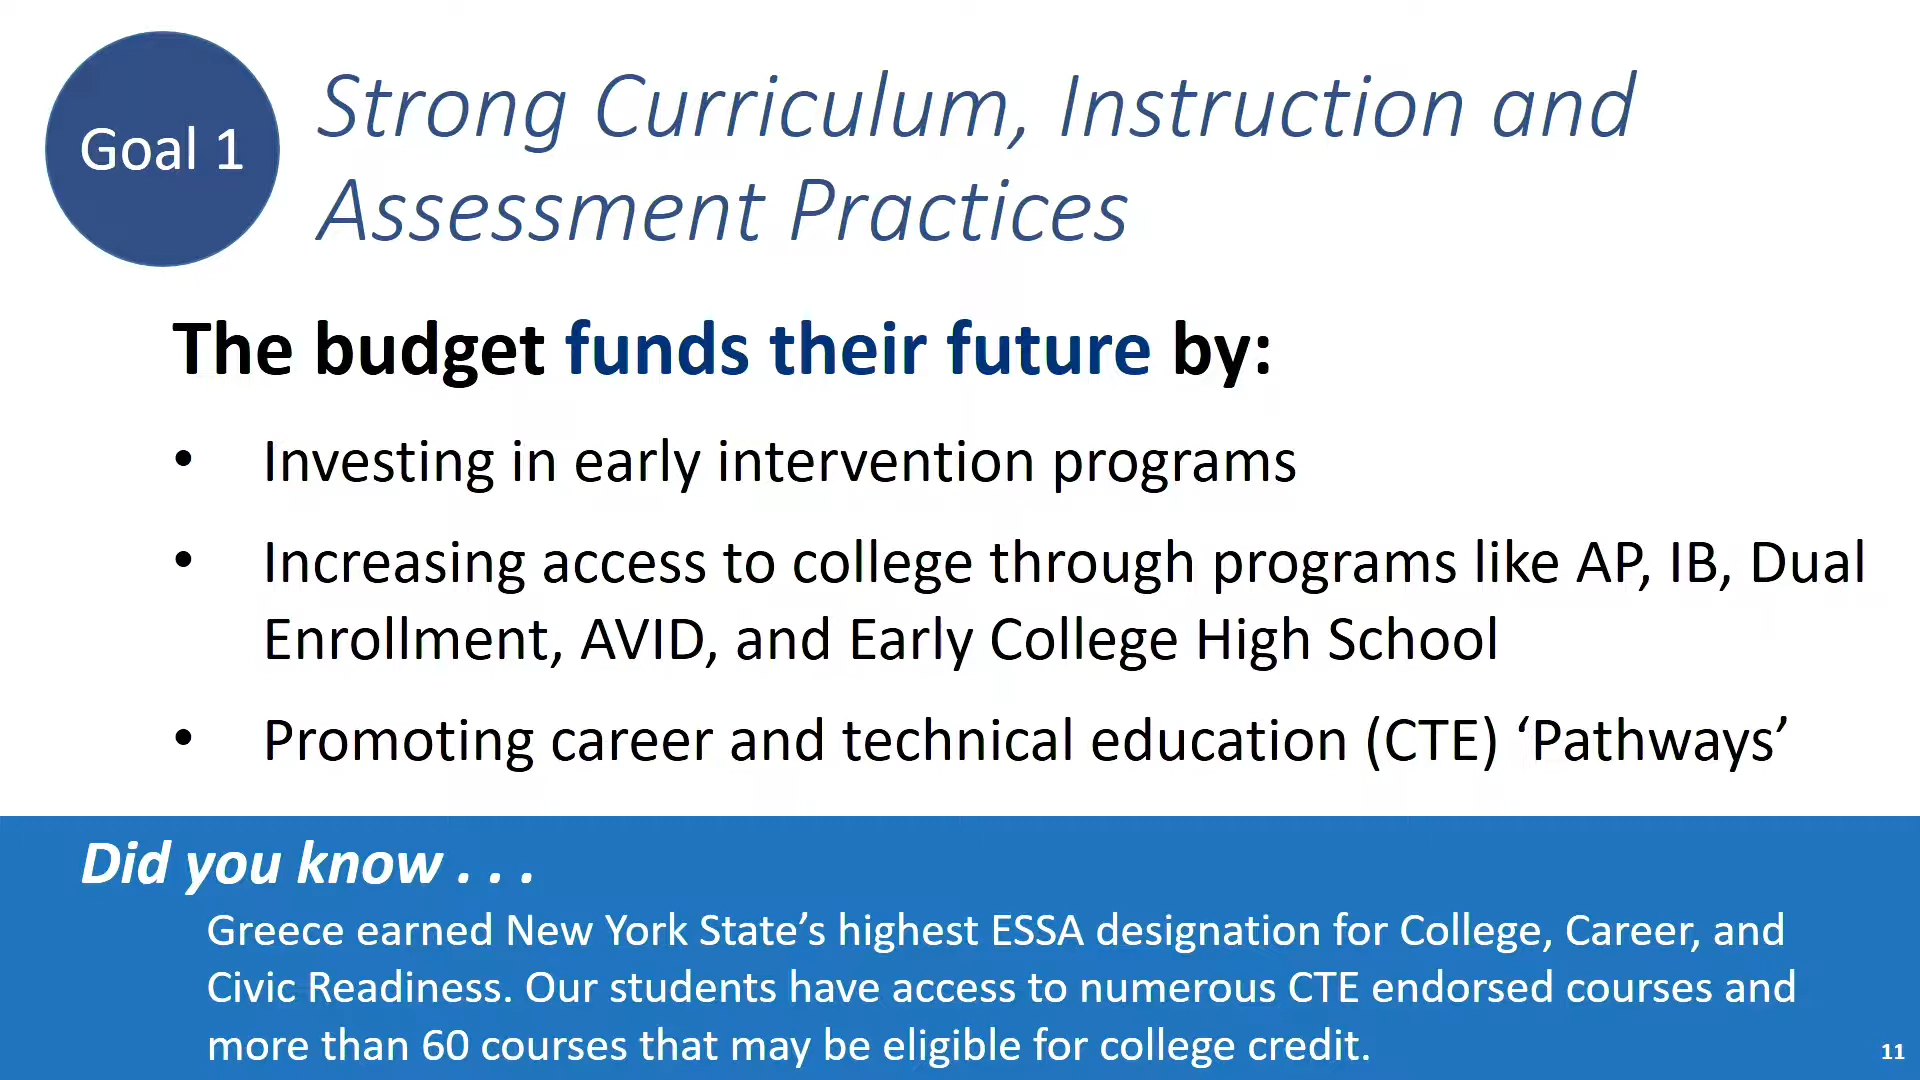 Goal 1
Strong Curriculum, Instruction and
Assessment Practices
The budget funds their future by:
• Investing in early intervention programs
• Increasing access to college through programs like AP, IB, Dual
Enrollment, AVID, and Early College High School
• Promoting career and technical education (CTE) ‘Pathways’
Did you know . . .
Greece earned New York State’s highest ESSA designation for College, Career, and
Civic Readiness. Our students have access to numerous CTE endorsed courses and
more than 60 courses that may be eligible for college credit.
11